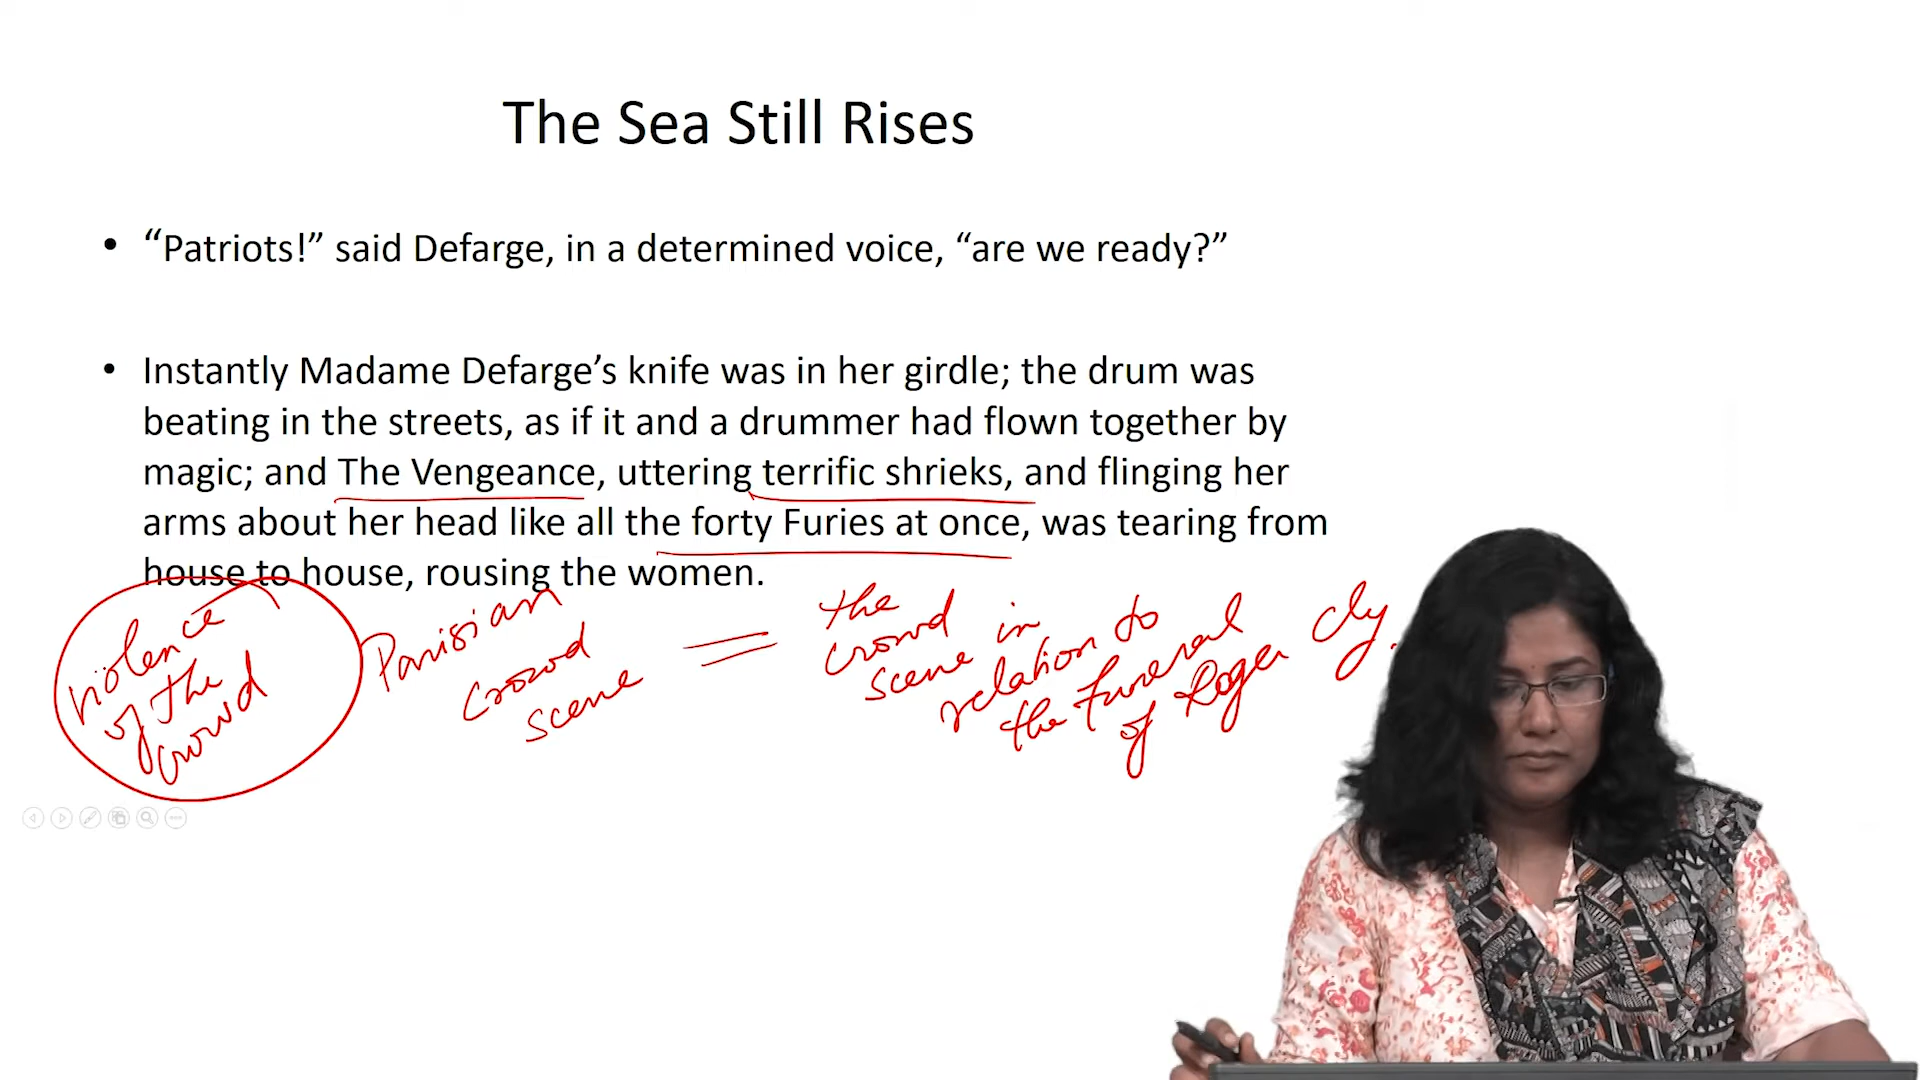 The Sea Still Rises
• “Patriots!” said Defarge, in a determined voice, “are we ready?”
• Instantly Madame Defarge’s knife was in her girdle; the drum was
beating in the streets, as if it and a drummer had flown together by
magic; and The Vengeance, uttering terrific shrieks, and flinging her
arms about her head like all the forty Furies at once, was tearing from
house to house, rousing the women.
violence
of the
crowd
Parisian
crowd
scene
=
the
crowd
scene in
relation to
the funeral
of Roger Cly.